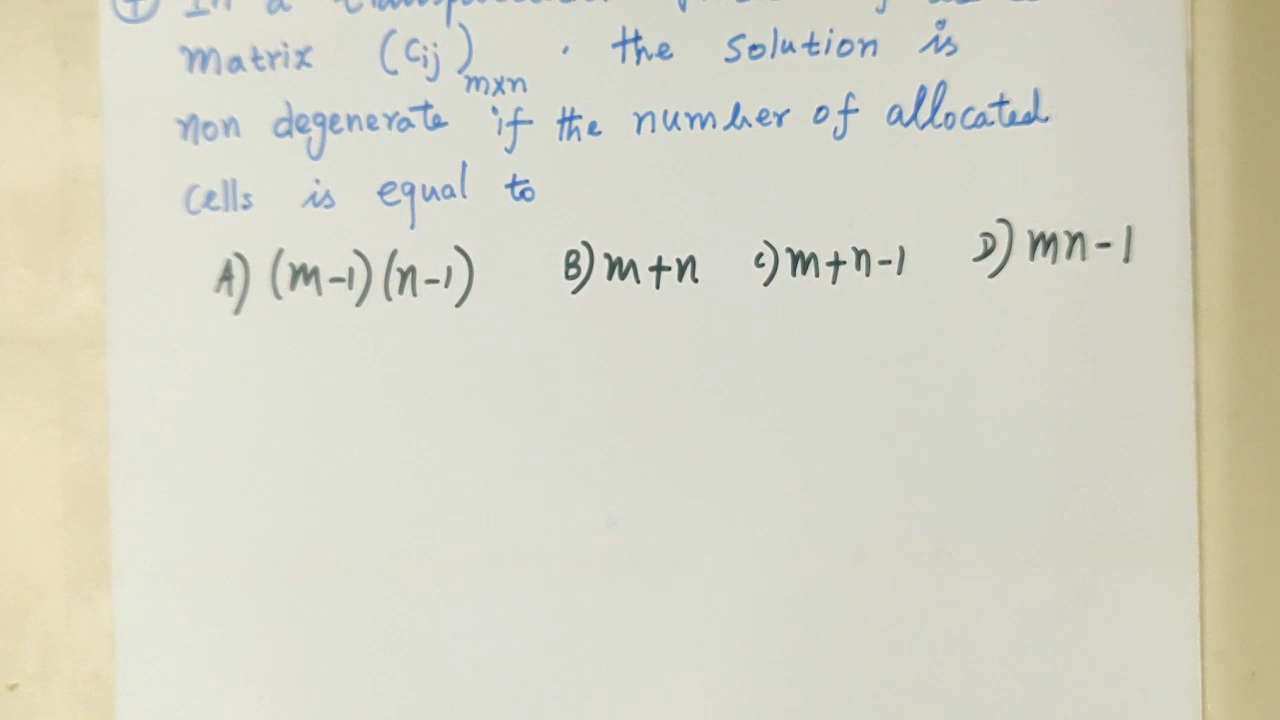 In a
matrix (Cij)m×n . the solution is
non degenerate if the number of allocated
cells is equal to
A) (m-1)(n-1) B) m+n c) m+n-1 D) mn-1